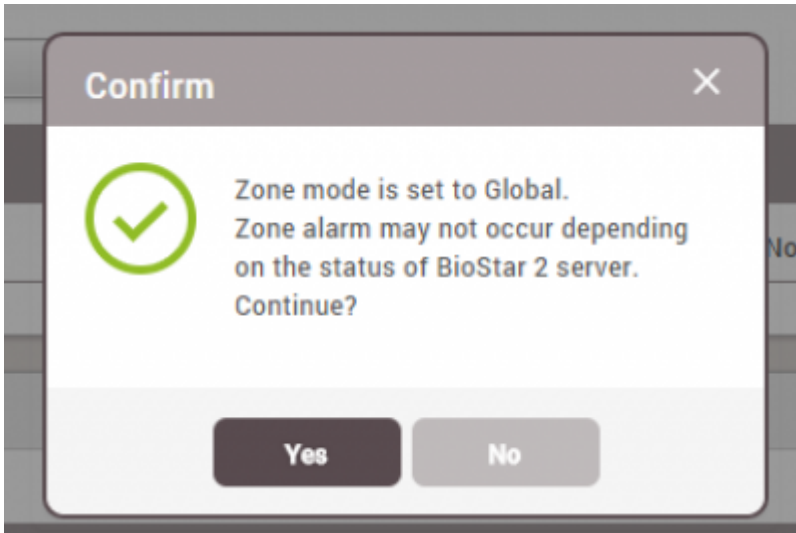 Confirm
Zone mode is set to Global.
Zone alarm may not occur depending
on the status of BioStar 2 server.
Continue?
Yes
No